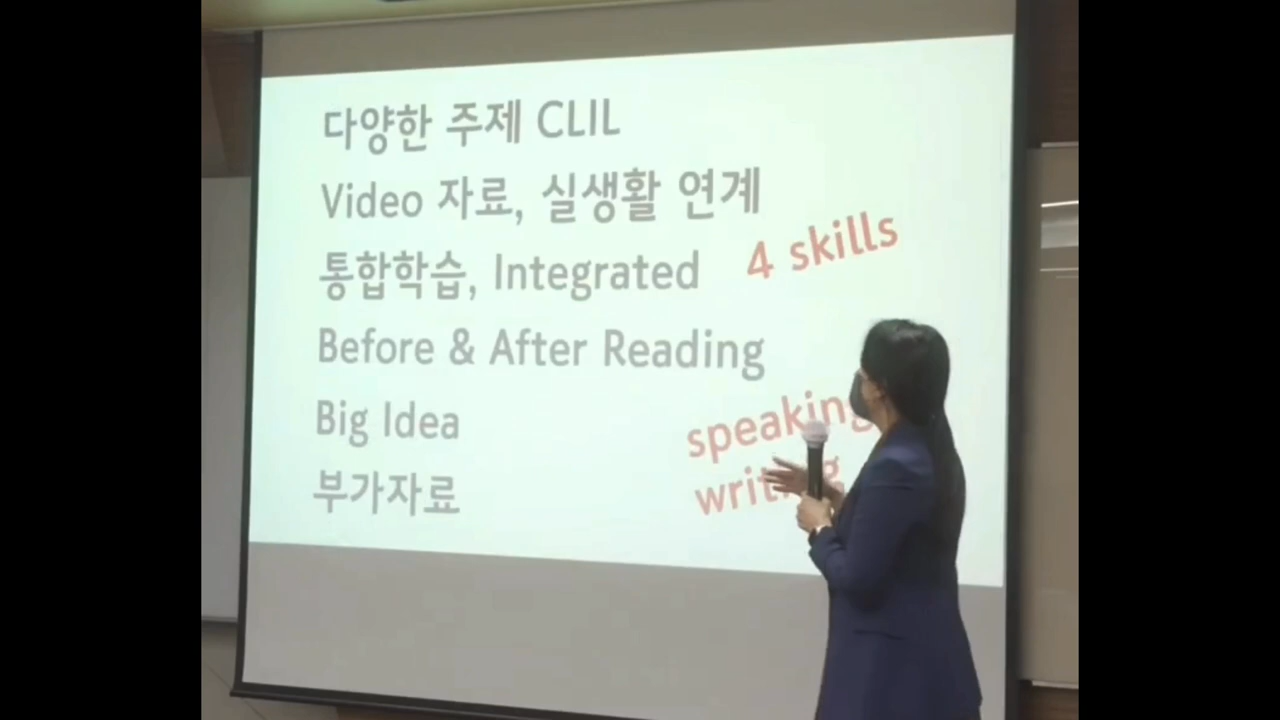 다양한 주제 CLIL
Video 자료, 실생활 연계
통합학습, Integrated
4 skills
Before & After Reading
Big Idea
speaking
writing
부가자료